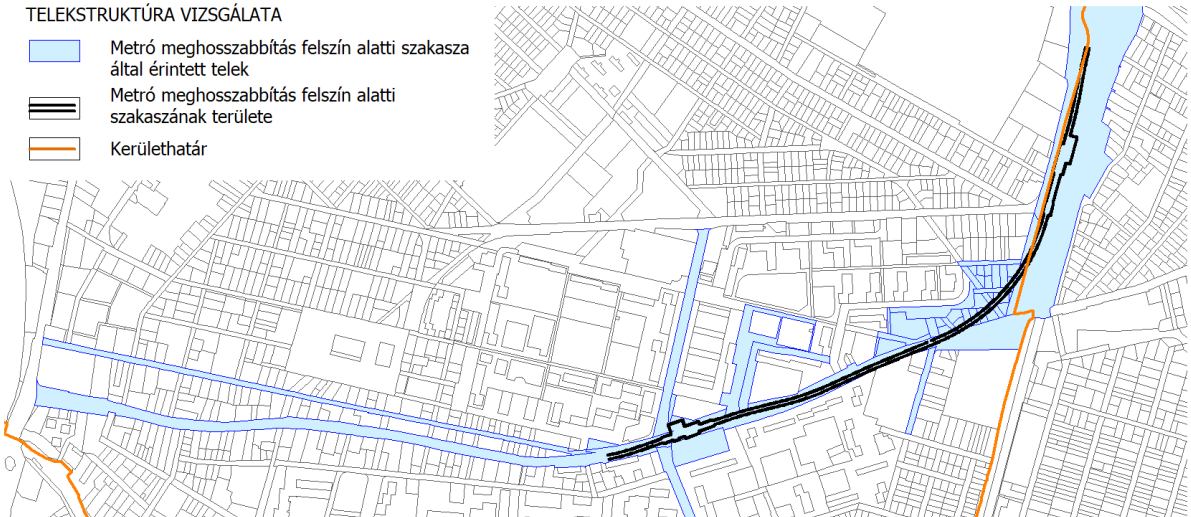 TELEKSTRUKTÚRA VIZSGÁLATA
Metró meghosszabbítás felszín alatti szakasza
által érintett telek
Metró meghosszabbítás felszín alatti
szakaszának területe
Kerülethatár